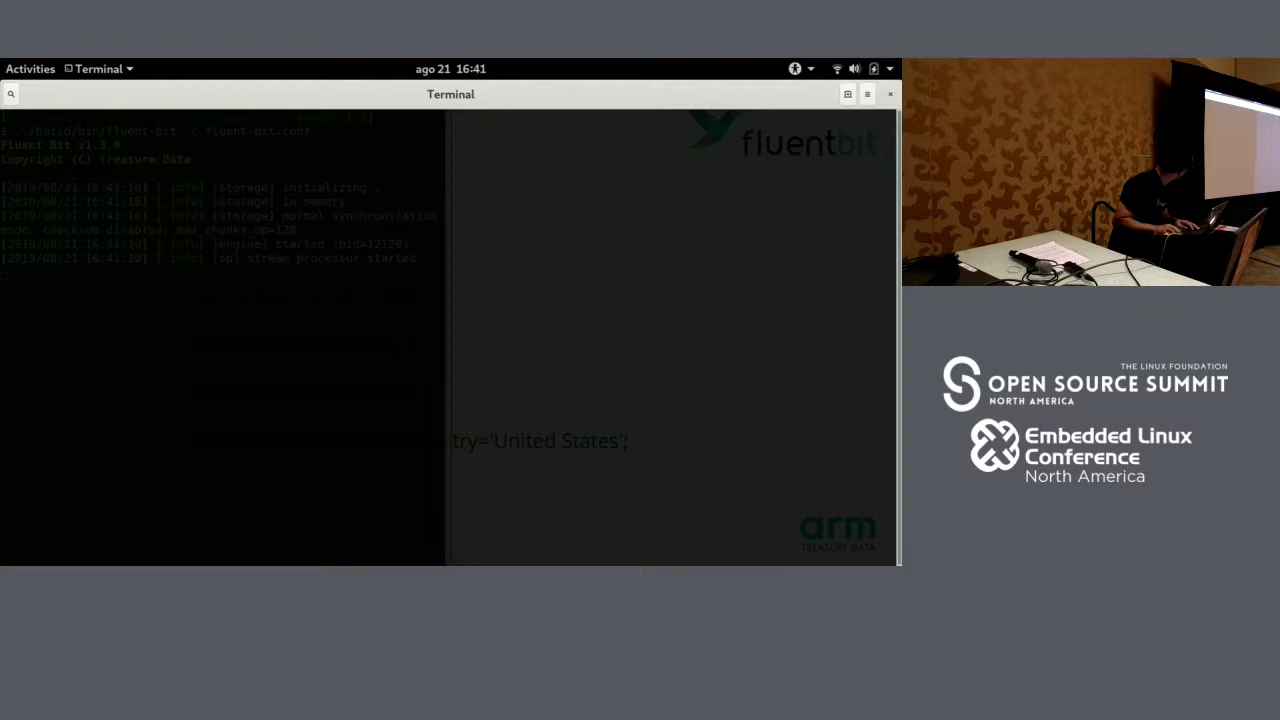 Activities Terminal ago 21 16:41
Terminal
$ ../build/bin/fluent-bit -c fluent-bit.conf
Fluent Bit v1.3.0
Copyright (C) Treasure Data
[2019/08/21 16:41:10] [ info] [storage] initializing...
[2019/08/21 16:41:10] [ info] [storage] in-memory
[2019/08/21 16:41:10] [ info] [storage] normal synchronization
mode, checksum disabled, max_chunks_up=128
[2019/08/21 16:41:10] [ info] [engine] started (pid=12120)
[2019/08/21 16:41:10] [ info] [sp] stream processor started
fluentbit
try='United States';
arm
TREASURE DATA
THE LINUX FOUNDATION
OPEN SOURCE SUMMIT
NORTH AMERICA
Embedded Linux
Conference
North America